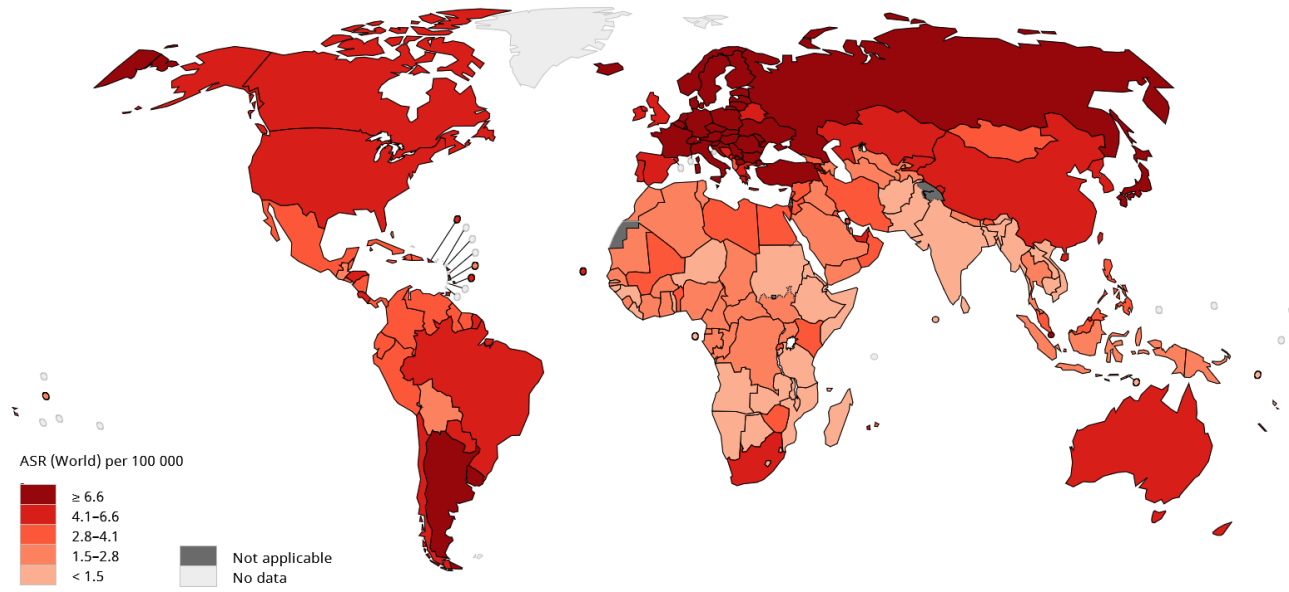 ASR (World) per 100 000
≥ 6.6
4.1–6.6
2.8–4.1
1.5–2.8
< 1.5
Not applicable
No data